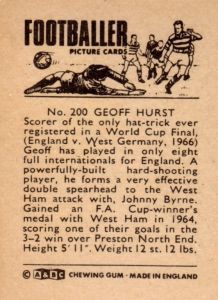 FOOTBALLER
PICTURE CARDS
No. 200 GEOFF HURST
Scorer of the only hat-trick ever
registered in a World Cup Final,
(England v. West Germany, 1966)
Geoff has played in only eight
full internationals for England. A
powerfully-built hard-shooting
player, he forms a very effective
double spearhead to the West
Ham attack with, Johnny Byrne.
Gained an F.A. Cup-winner's
medal with West Ham in 1964,
scoring one of their goals in the
3-2 win over Preston North End.
Height 5' 11". Weight 12 st. 12 lbs.
© A&BC CHEWING GUM · MADE IN ENGLAND